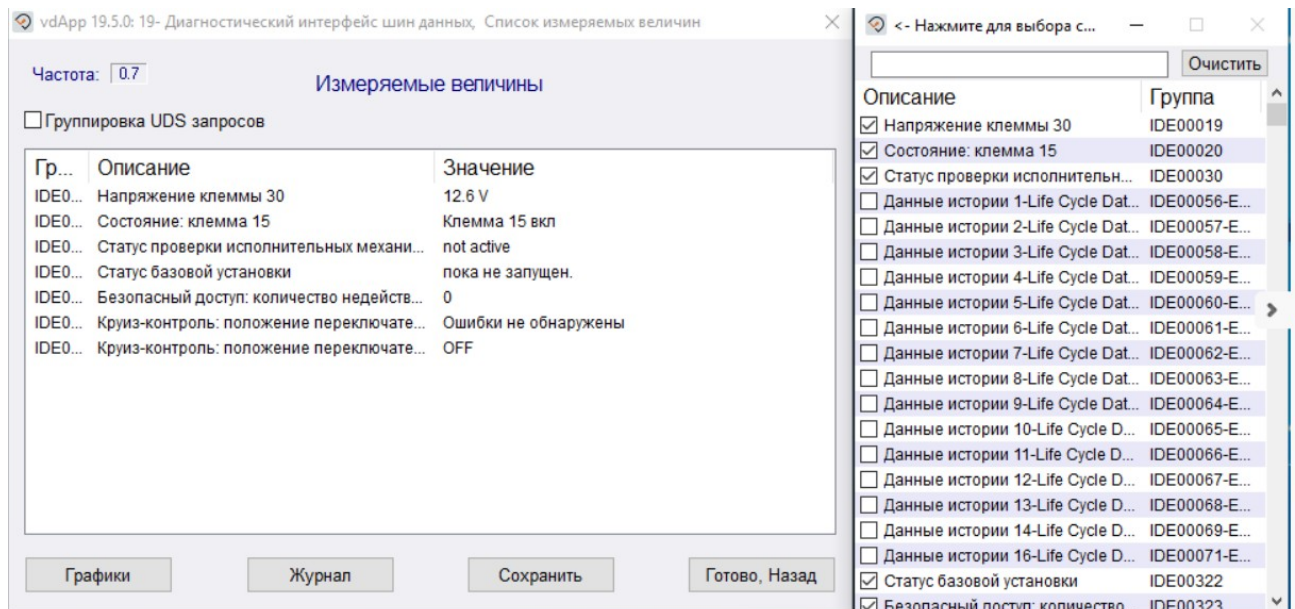 vdApp 19.5.0: 19- Диагностический интерфейс шин данных, Список измеряемых величин
Частота: 0.7
Измеряемые величины
Группировка UDS запросов
Гр... Описание Значение
IDE0... Напряжение клеммы 30 12.6 V
IDE0... Состояние: клемма 15 Клемма 15 вкл
IDE0... Статус проверки исполнительных механи... not active
IDE0... Статус базовой установки пока не запущен.
IDE0... Безопасный доступ: количество недейств... 0
IDE0... Круиз-контроль: положение переключате... Ошибки не обнаружены
IDE0... Круиз-контроль: положение переключате... OFF
Графики Журнал Сохранить Готово, Назад
<- Нажмите для выбора с...
Очистить
Описание Группа
Напряжение клеммы 30 IDE00019
Состояние: клемма 15 IDE00020
Статус проверки исполнительн... IDE00030
Данные истории 1-Life Cycle Dat... IDE00056-E...
Данные истории 2-Life Cycle Dat... IDE00057-E...
Данные истории 3-Life Cycle Dat... IDE00058-E...
Данные истории 4-Life Cycle Dat... IDE00059-E...
Данные истории 5-Life Cycle Dat... IDE00060-E...
Данные истории 6-Life Cycle Dat... IDE00061-E...
Данные истории 7-Life Cycle Dat... IDE00062-E...
Данные истории 8-Life Cycle Dat... IDE00063-E...
Данные истории 9-Life Cycle Dat... IDE00064-E...
Данные истории 10-Life Cycle D... IDE00065-E...
Данные истории 11-Life Cycle D... IDE00066-E...
Данные истории 12-Life Cycle D... IDE00067-E...
Данные истории 13-Life Cycle D... IDE00068-E...
Данные истории 14-Life Cycle D... IDE00069-E...
Данные истории 16-Life Cycle D... IDE00071-E...
Статус базовой установки IDE00322
Безопасный доступ: количество... IDE00323